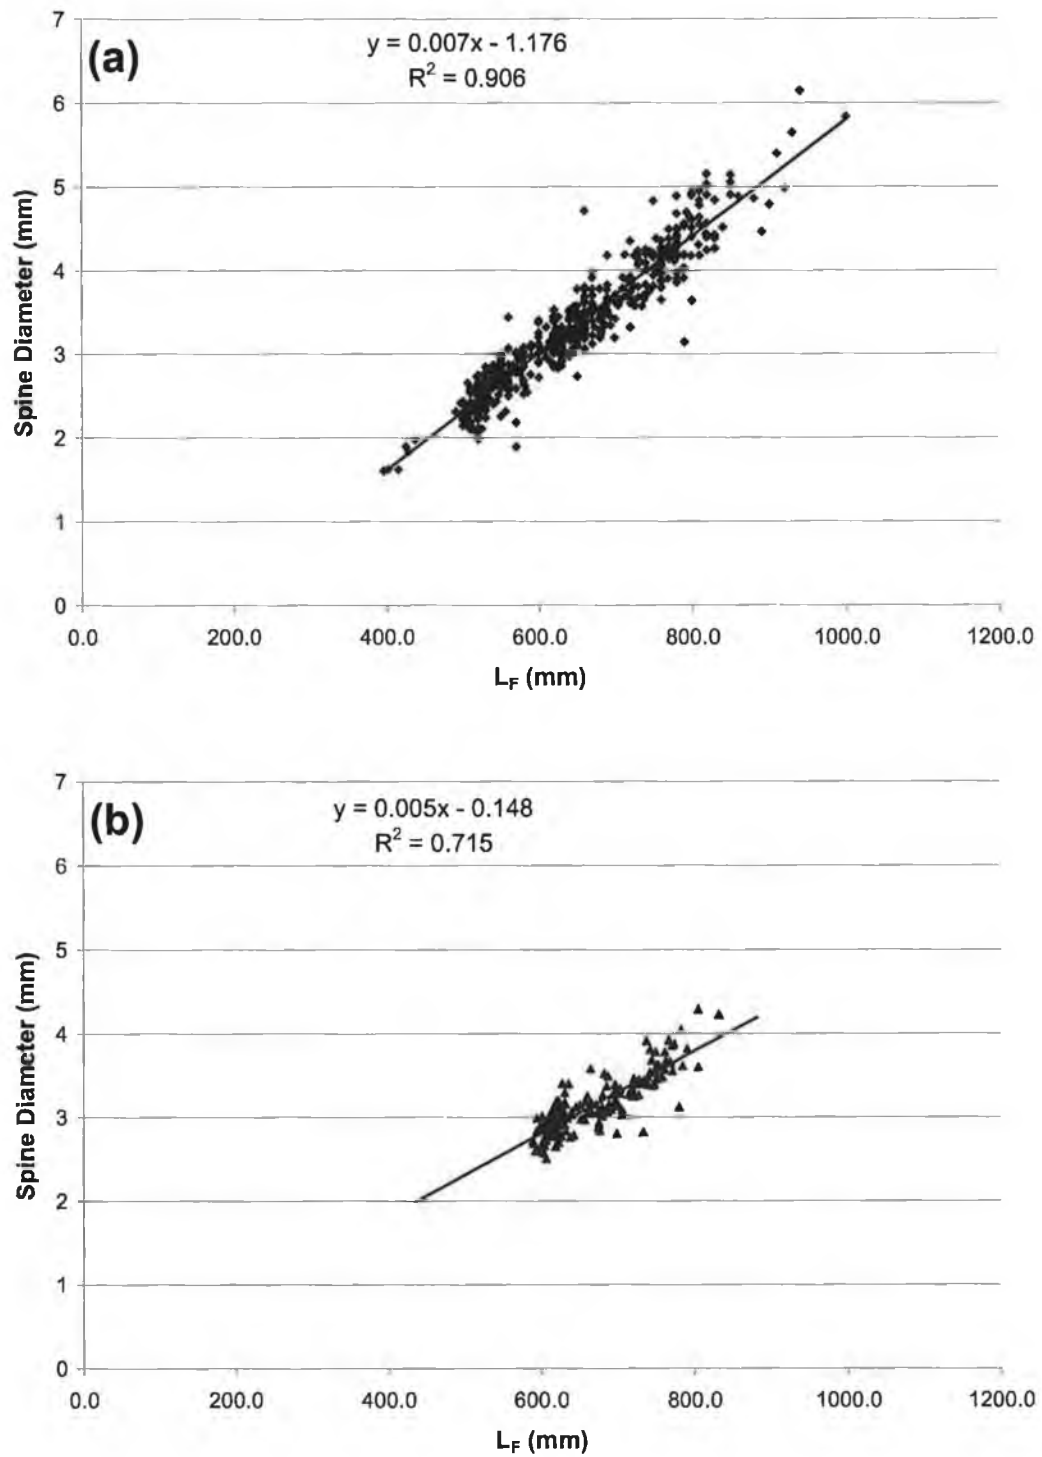 (a)
y = 0.007x - 1.176
R² = 0.906
7
6
5
4
3
2
1
0
Spine Diameter (mm)
0.0 200.0 400.0 600.0 800.0 1000.0 1200.0
L_F (mm)
(b)
y = 0.005x - 0.148
R² = 0.715
7
6
5
4
3
2
1
0
Spine Diameter (mm)
0.0 200.0 400.0 600.0 800.0 1000.0 1200.0
L_F (mm)